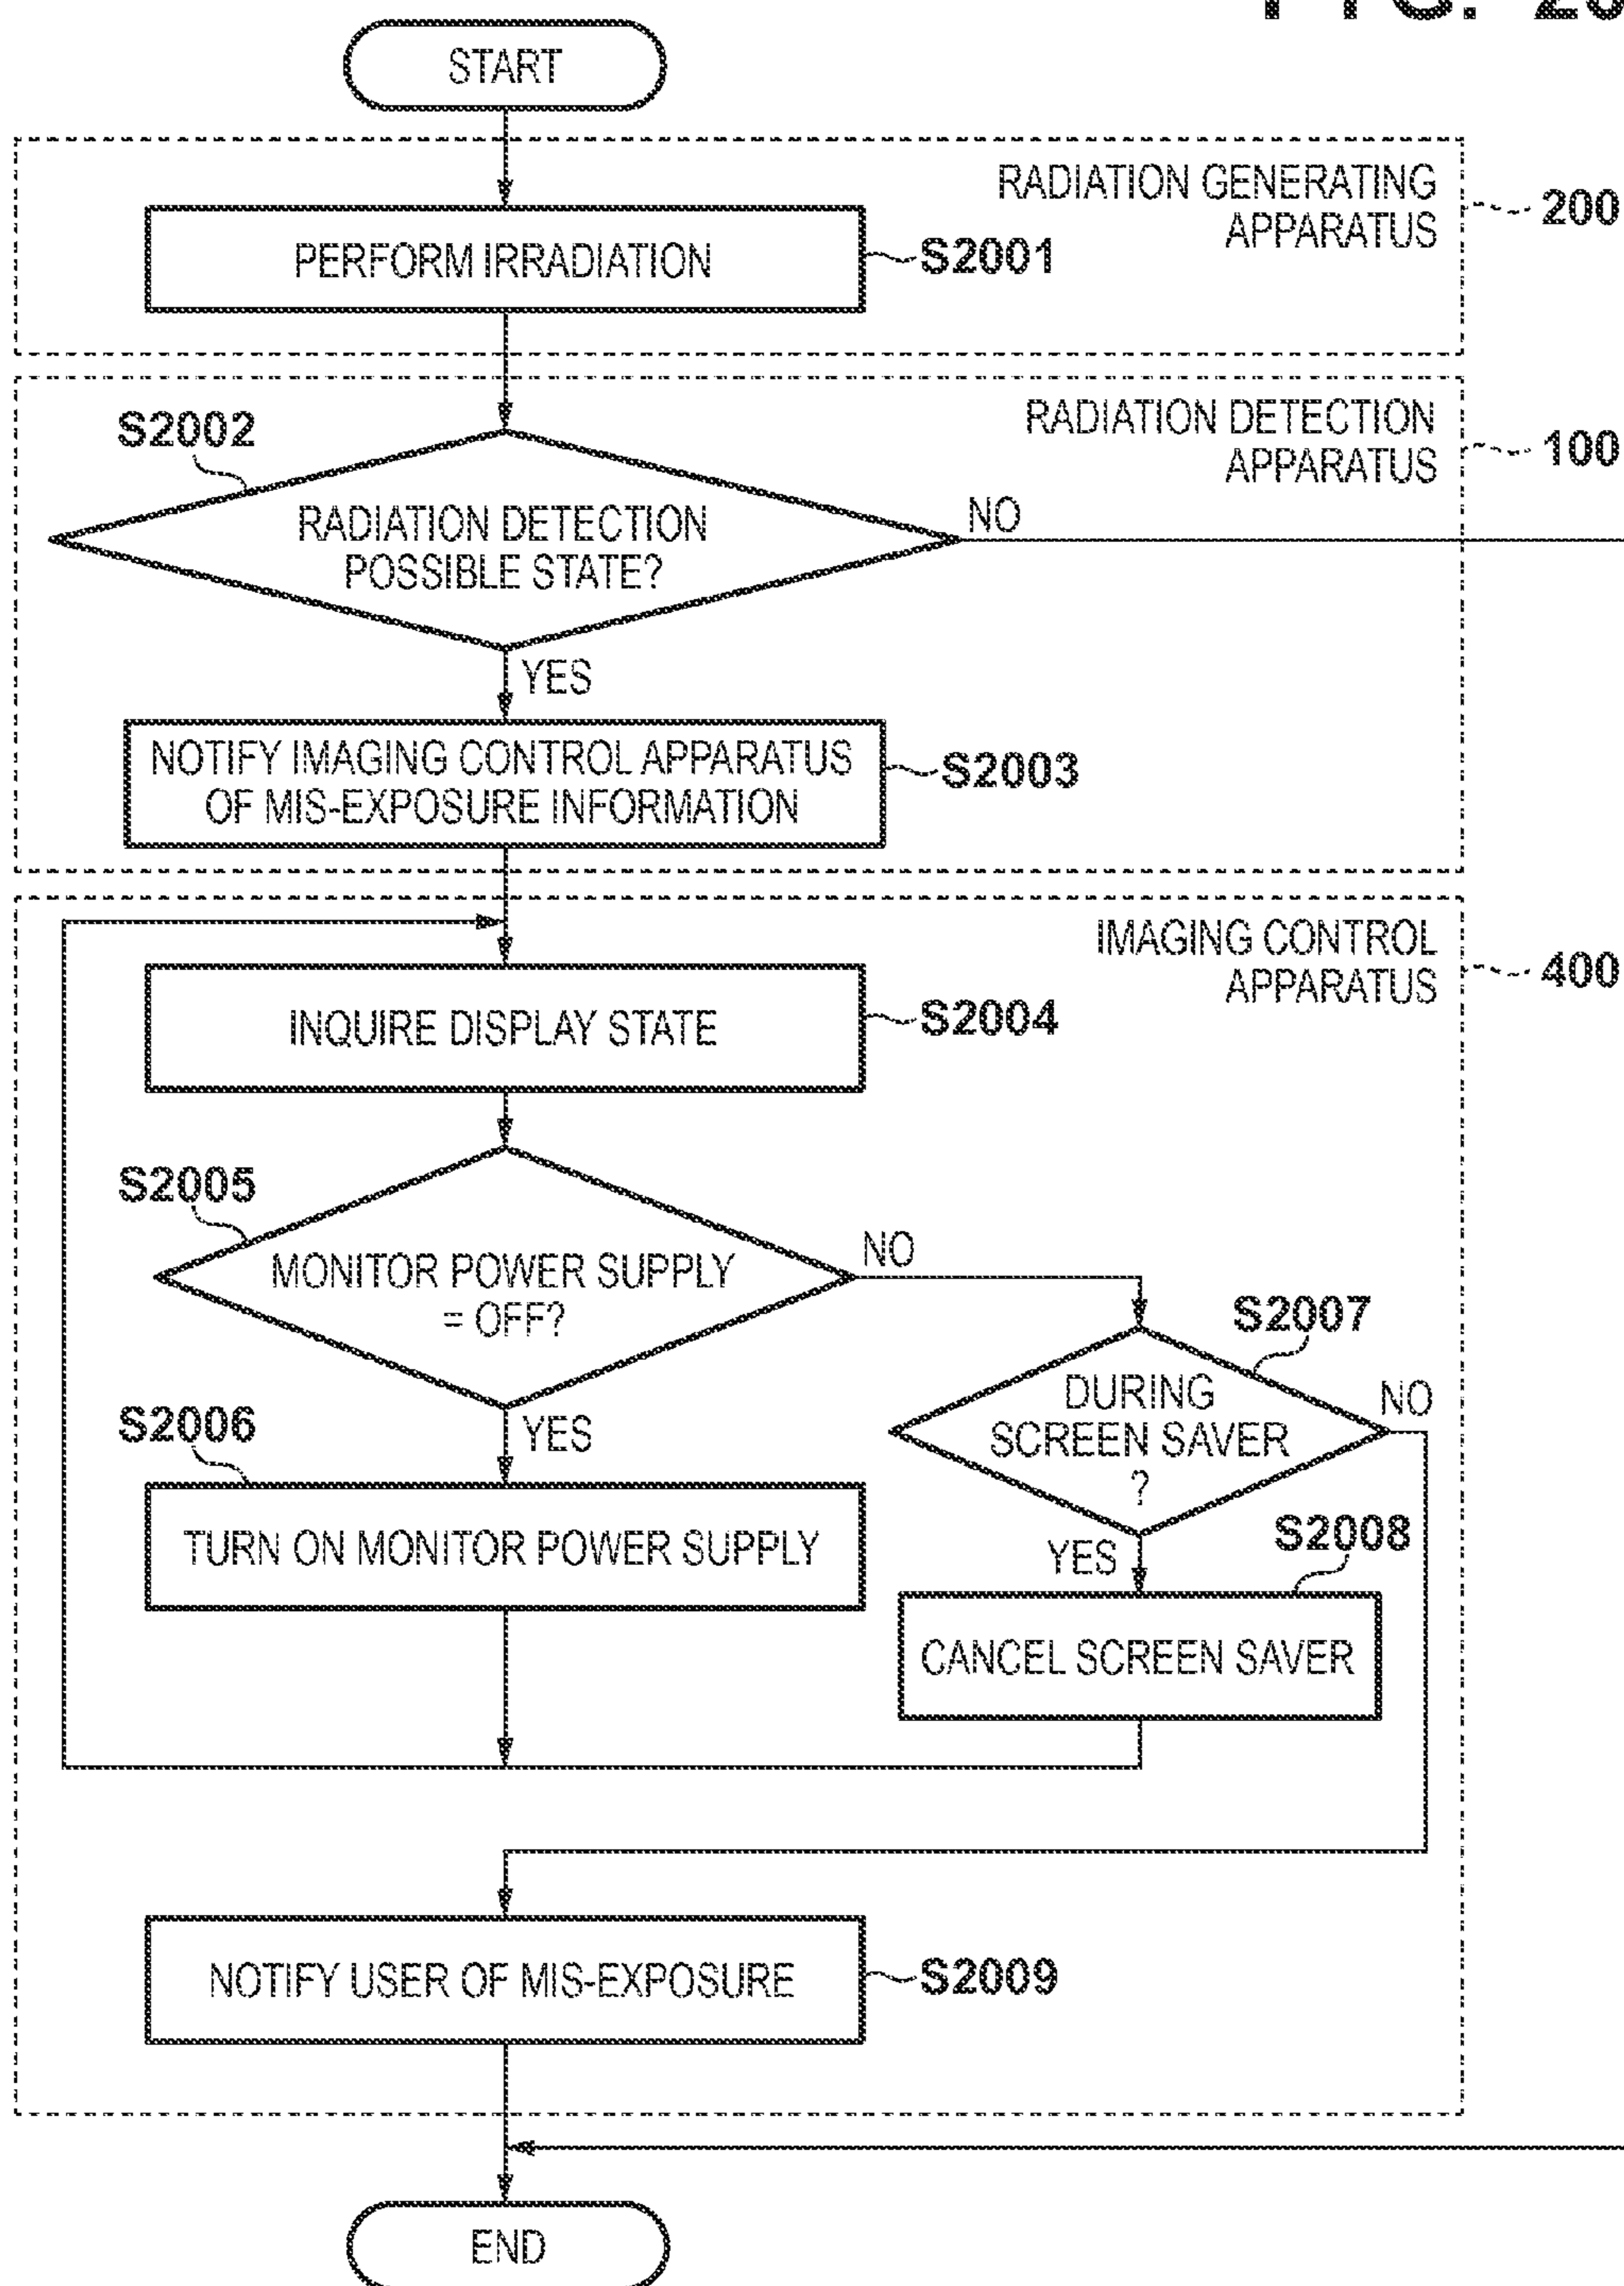 START
RADIATION GENERATING
APPARATUS
200
PERFORM IRRADIATION
S2001
RADIATION DETECTION
APPARATUS
100
S2002
RADIATION DETECTION
POSSIBLE STATE?
NO
YES
NOTIFY IMAGING CONTROL APPARATUS
OF MIS-EXPOSURE INFORMATION
S2003
IMAGING CONTROL
APPARATUS
400
INQUIRE DISPLAY STATE
S2004
S2005
MONITOR POWER SUPPLY
= OFF?
NO
YES
S2006
TURN ON MONITOR POWER SUPPLY
S2007
DURING
SCREEN SAVER
?
NO
YES
S2008
CANCEL SCREEN SAVER
NOTIFY USER OF MIS-EXPOSURE
S2009
END